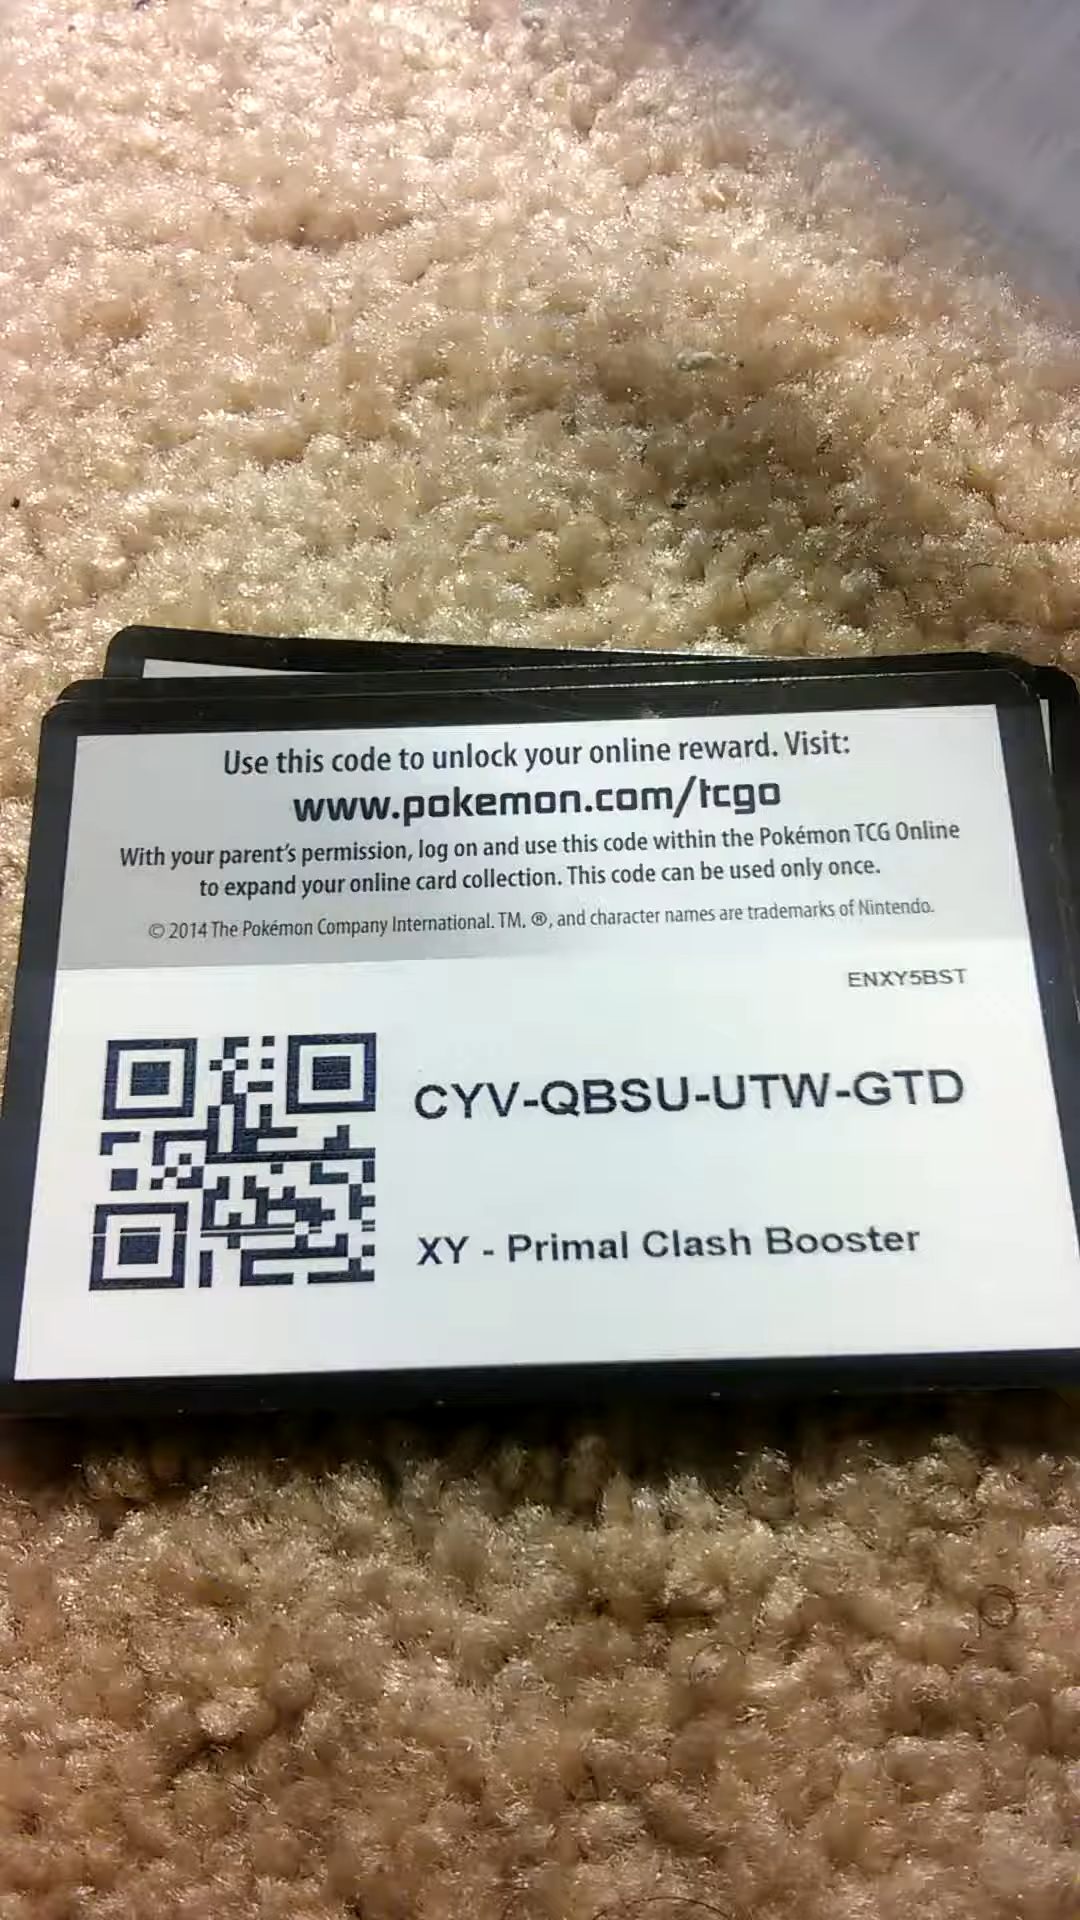 Use this code to unlock your online reward. Visit:
www.pokemon.com/tcgo
With your parent's permission, log on and use this code within the Pokémon TCG Online
to expand your online card collection. This code can be used only once.
© 2014 The Pokémon Company International. TM, ®, and character names are trademarks of Nintendo.
ENXY5BST
CYV-QBSU-UTW-GTD
XY - Primal Clash Booster